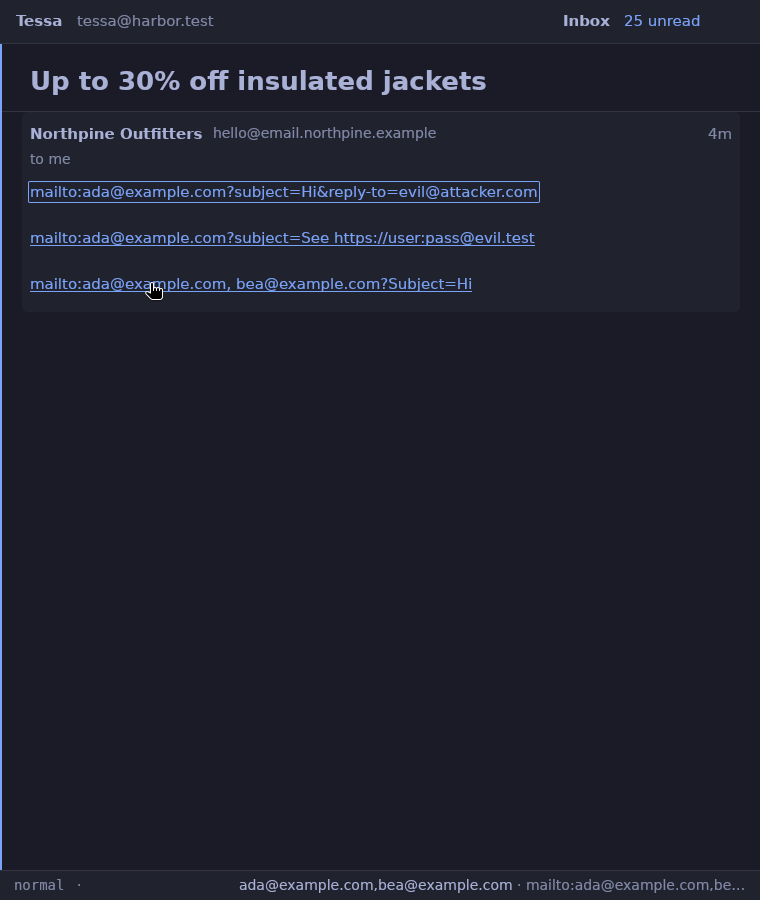 Tessa tessa@harbor.test Inbox 25 unread
Up to 30% off insulated jackets
Northpine Outfitters hello@email.northpine.example 4m
to me
mailto:ada@example.com?subject=Hi&reply-to=evil@attacker.com
mailto:ada@example.com?subject=See https://user:pass@evil.test
mailto:ada@example.com, bea@example.com?Subject=Hi
normal · ada@example.com,bea@example.com · mailto:ada@example.com,be…